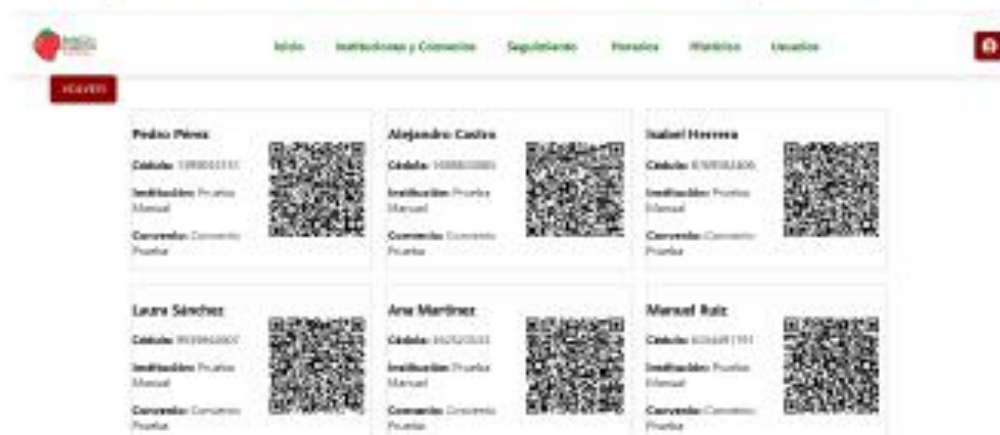 Inicio Instituciones y Convenios Seguimiento Horarios Histórico Usuarios
VOLVER
Pedro Pérez
Cédula:
Institución: Prueba
Manual
Convenio: Convenio
Prueba
Alejandro Castro
Cédula:
Institución: Prueba
Manual
Convenio: Convenio
Prueba
Isabel Herrera
Cédula:
Institución: Prueba
Manual
Convenio: Convenio
Prueba
Laura Sánchez
Cédula:
Institución: Prueba
Manual
Convenio: Convenio
Prueba
Ana Martínez
Cédula:
Institución: Prueba
Manual
Convenio: Convenio
Prueba
Manuel Ruiz
Cédula:
Institución: Prueba
Manual
Convenio: Convenio
Prueba